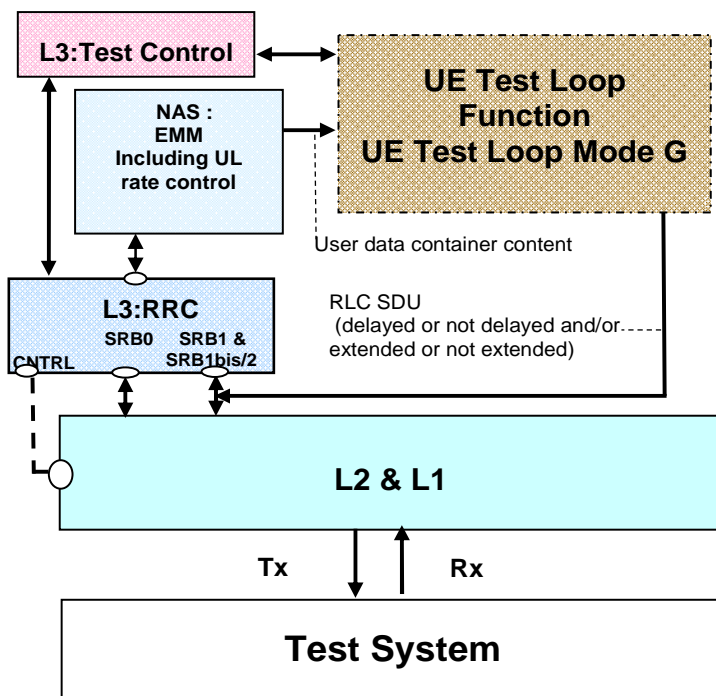 L3:Test Control
UE Test Loop
Function
UE Test Loop Mode G
NAS :
EMM
Including UL
rate control
User data container content
L3:RRC
SRB0
SRB1 &
SRB1bis/2
CNTRL
RLC SDU
(delayed or not delayed and/or
extended or not extended)
L2 & L1
Tx
Rx
Test System